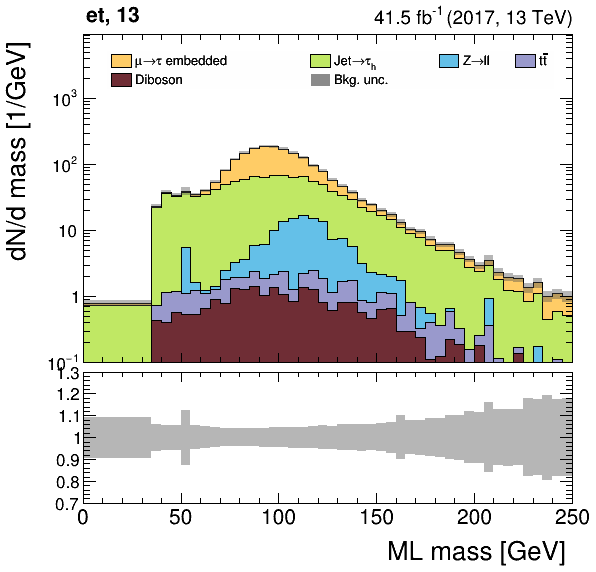 et, 13
41.5 fb⁻¹ (2017, 13 TeV)
μ→τ embedded
Jet→τₕ
Z→ll
tt̄
Diboson
Bkg. unc.
dN/d mass [1/GeV]
10³
10²
10
1
10⁻¹
1.3
1.2
1.1
1
0.9
0.8
0.7
0 50 100 150 200 250
ML mass [GeV]